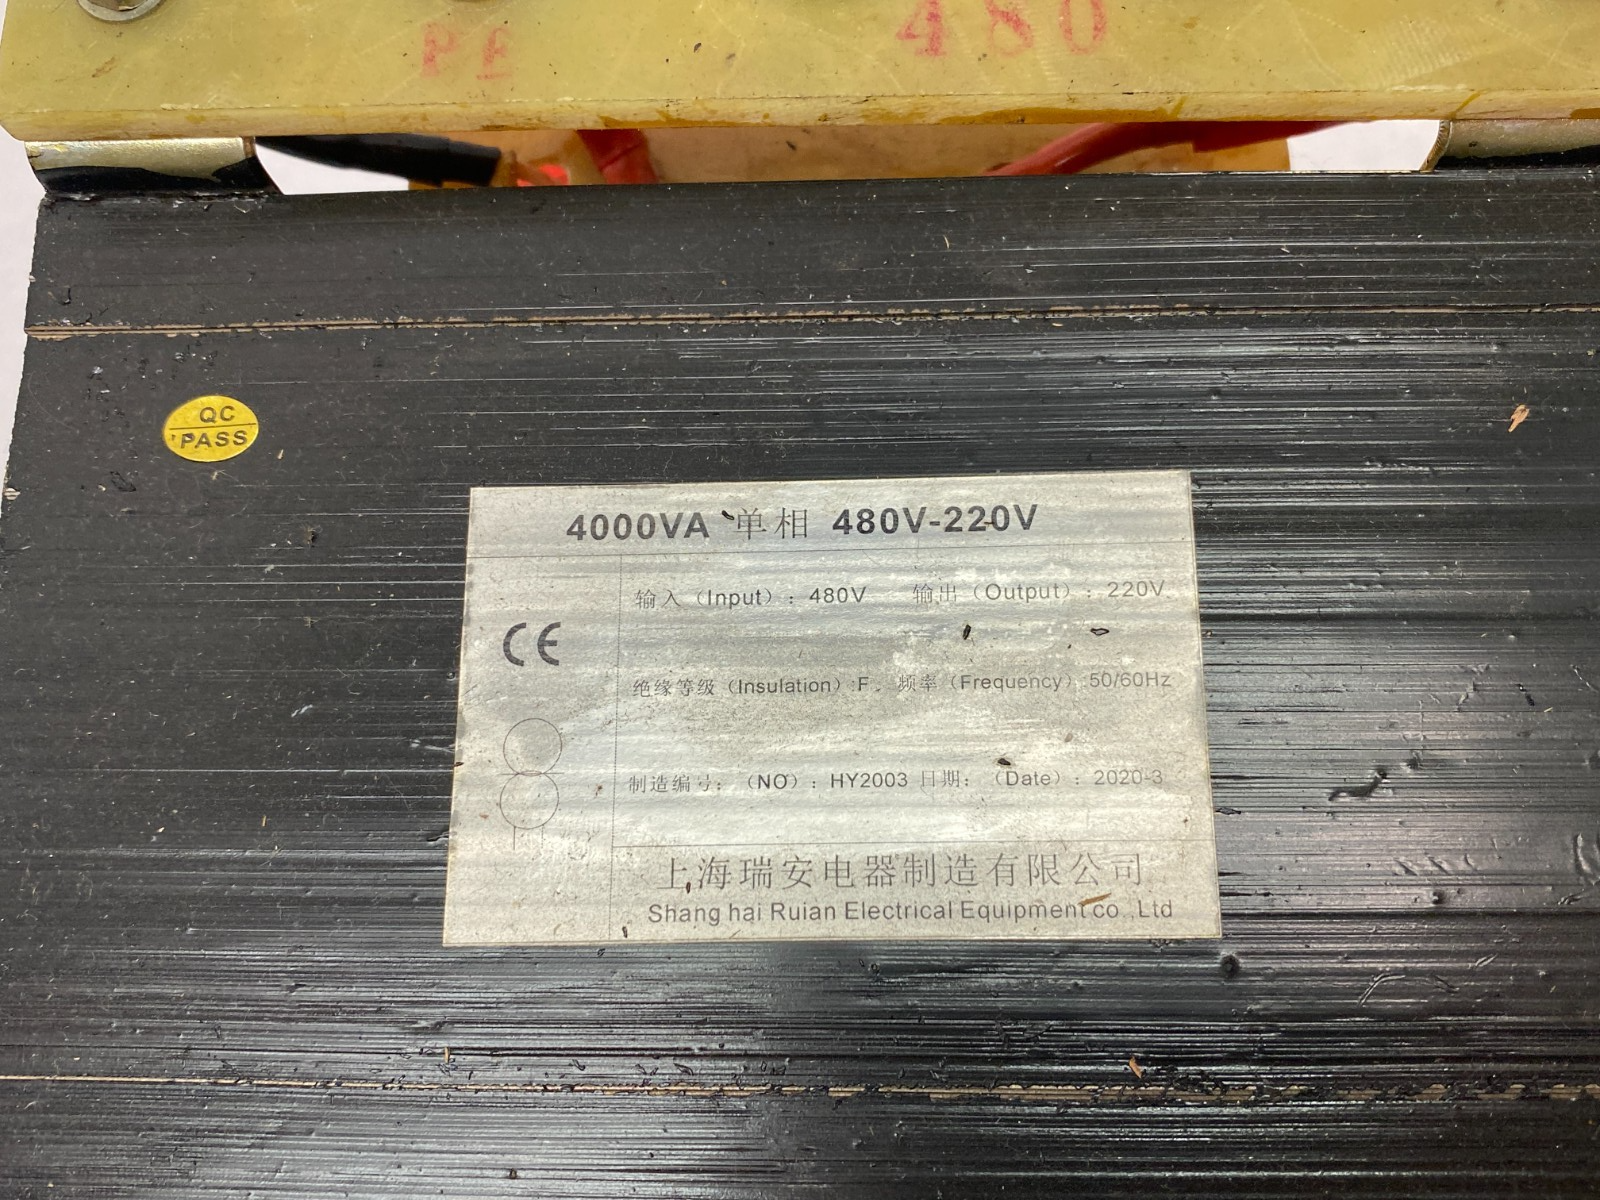 PE 480
QC
PASS
4000VA 单相 480V-220V
输入（Input）：480V 输出（Output）：220V
CE
绝缘等级（Insulation）:F. 频率（Frequency）50/60Hz
制造编号：（NO）：HY2003 日期：（Date）：2020-3
上海瑞安电器制造有限公司
Shang hai Ruian Electrical Equipment co .,Ltd